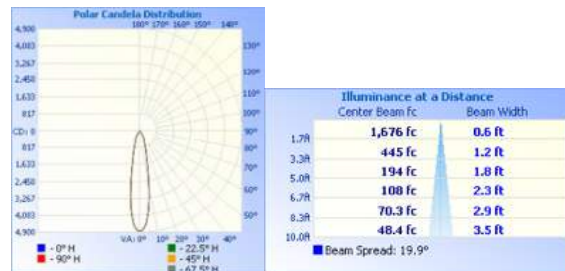 Polar Candela Distribution
180° 170° 160° 150° 140°
4,900
4,083
3,267
2,450
1,633
817
CD: 0
817
1,633
2,450
3,267
4,083
4,900
130°
120°
110°
100°
90°
80°
70°
60°
50°
VA: 0° 10° 20° 30° 40°
- 0° H
- 22.5° H
- 90° H
- 45° H
- 67.5° H
Illuminance at a Distance
Center Beam fc Beam Width
1.7ft 1,676 fc 0.6 ft
3.3ft 445 fc 1.2 ft
5.0ft 194 fc 1.8 ft
6.7ft 108 fc 2.3 ft
8.3ft 70.3 fc 2.9 ft
10.0ft 48.4 fc 3.5 ft
Beam Spread: 19.9°